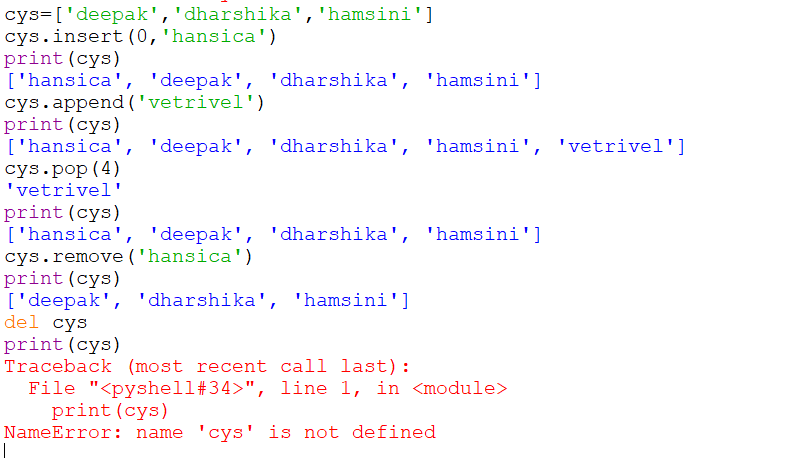 cys=['deepak','dharshika','hamsini']
cys.insert(0,'hansica')
print(cys)
['hansica', 'deepak', 'dharshika', 'hamsini']
cys.append('vetrivel')
print(cys)
['hansica', 'deepak', 'dharshika', 'hamsini', 'vetrivel']
cys.pop(4)
'vetrivel'
print(cys)
['hansica', 'deepak', 'dharshika', 'hamsini']
cys.remove('hansica')
print(cys)
['deepak', 'dharshika', 'hamsini']
del cys
print(cys)
Traceback (most recent call last):
  File "<pyshell#34>", line 1, in <module>
    print(cys)
NameError: name 'cys' is not defined